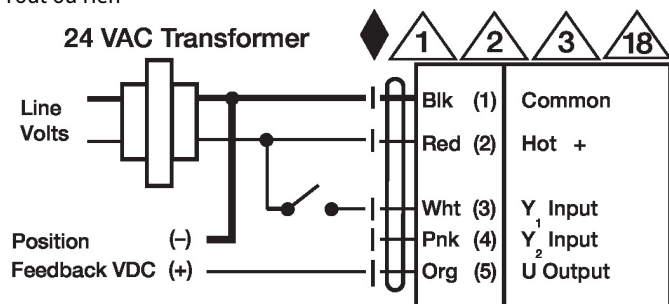 Tout ou rien
24 VAC Transformer
1 2 3 18
Line
Volts
Blk (1) Common
Red (2) Hot +
Wht (3) Y1 Input
Pnk (4) Y2 Input
Org (5) U Output
Position (–)
Feedback VDC (+)